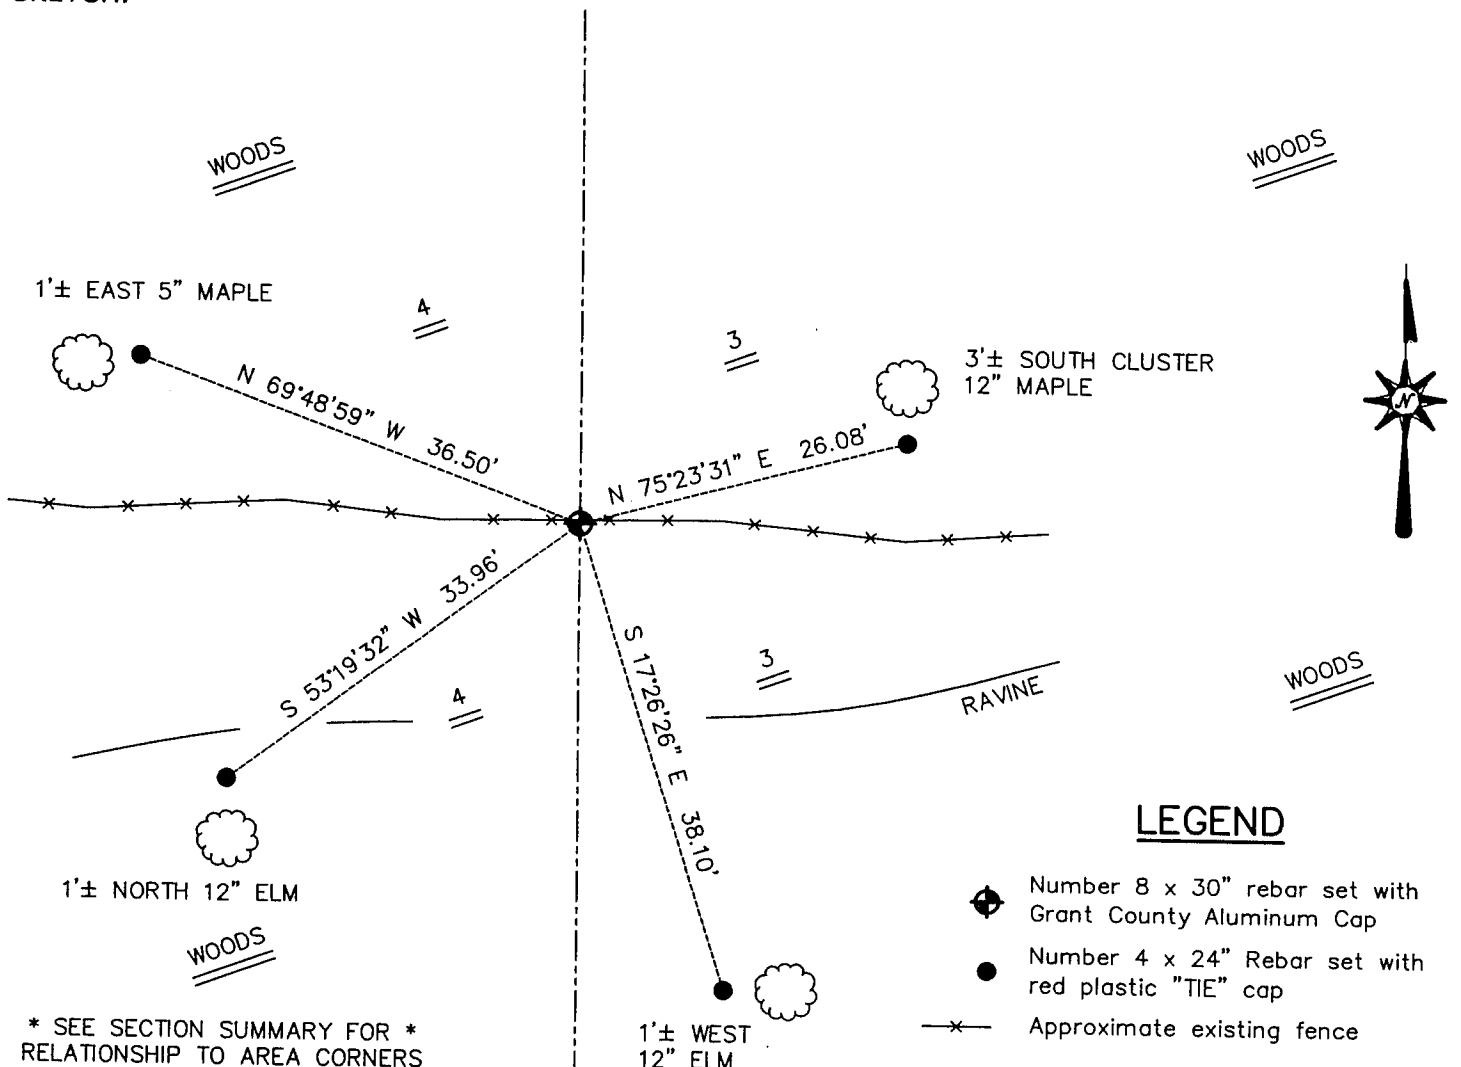 WOODS
WOODS
1'± EAST 5" MAPLE
4
3
3'± SOUTH CLUSTER
12" MAPLE
N 69°48'59" W 36.50'
N 75°23'31" E 26.08'
N
S 53°19'32" W 33.96'
S 17°26'26" E 38.10'
4
3
RAVINE
WOODS
1'± NORTH 12" ELM
WOODS
* SEE SECTION SUMMARY FOR *
RELATIONSHIP TO AREA CORNERS
1'± WEST
12" ELM
LEGEND
Number 8 x 30" rebar set with
Grant County Aluminum Cap
Number 4 x 24" Rebar set with
red plastic "TIE" cap
Approximate existing fence